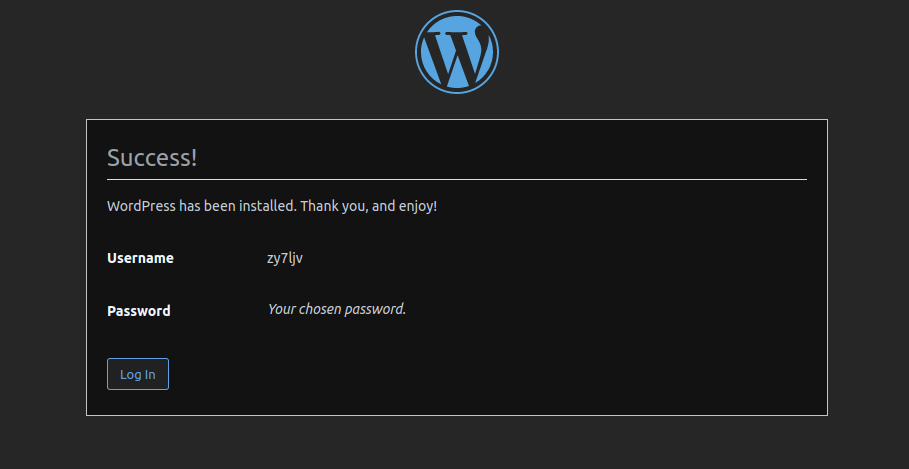 Success!
WordPress has been installed. Thank you, and enjoy!
Username zy7ljv
Password Your chosen password.
Log In